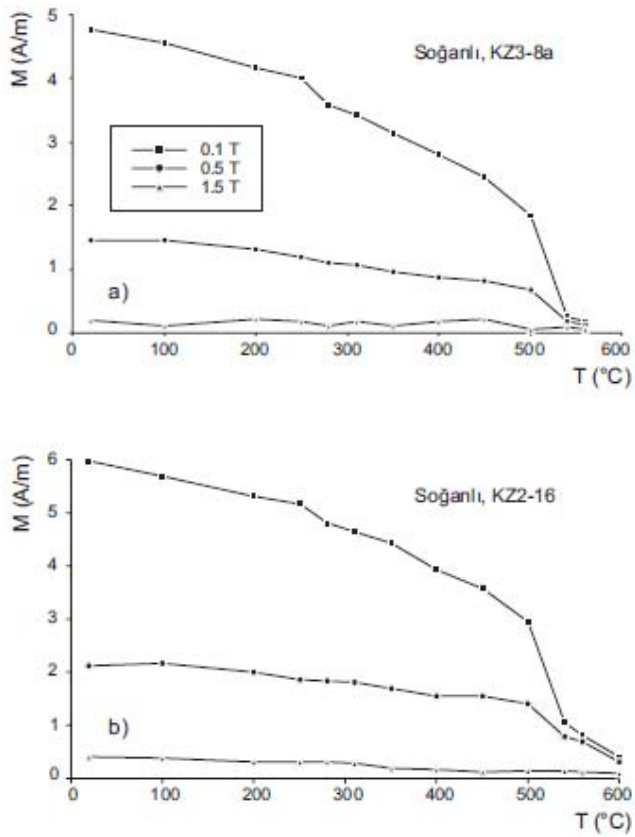 M (A/m)
5
4
3
2
1
0
Soğanlı, KZ3-8a
0.1 T
0.5 T
1.5 T
a)
0 100 200 300 400 500 600
T (°C)
M (A/m)
6
5
4
3
2
1
0
Soğanlı, KZ2-16
b)
0 100 200 300 400 500 600
T (°C)